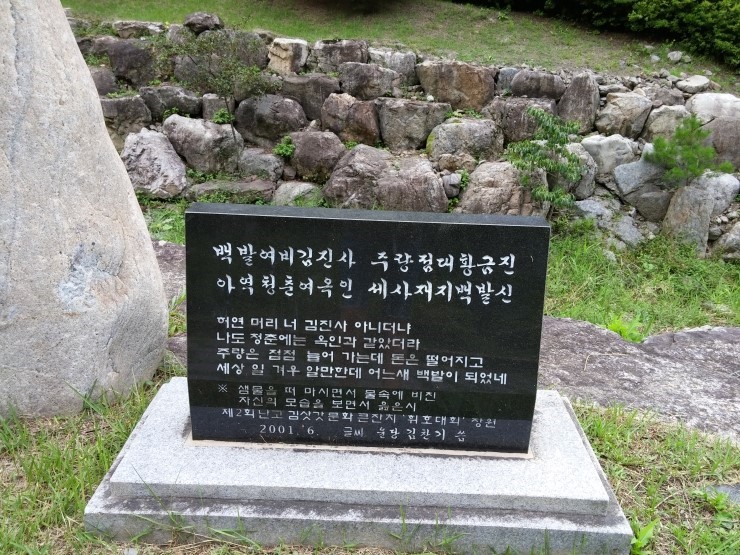 백발여비김진사 주량점대황금진
아역청춘여옥인 세사재지백발신
허연 머리 너 김진사 아니더냐
나도 청춘에는 옥인과 같았더라
주량은 점점 늘어 가는데 돈은 떨어지고
세상 일 겨우 알만한데 어느새 백발이 되었네
※ 샘물을 떠 마시면서 물속에 비친
자신의 모습을 보면서 읊은시
제2회난고 김삿갓문화 큰잔치 '휘호대회' 장원
2001.'6. 글씨 김찬기 씀